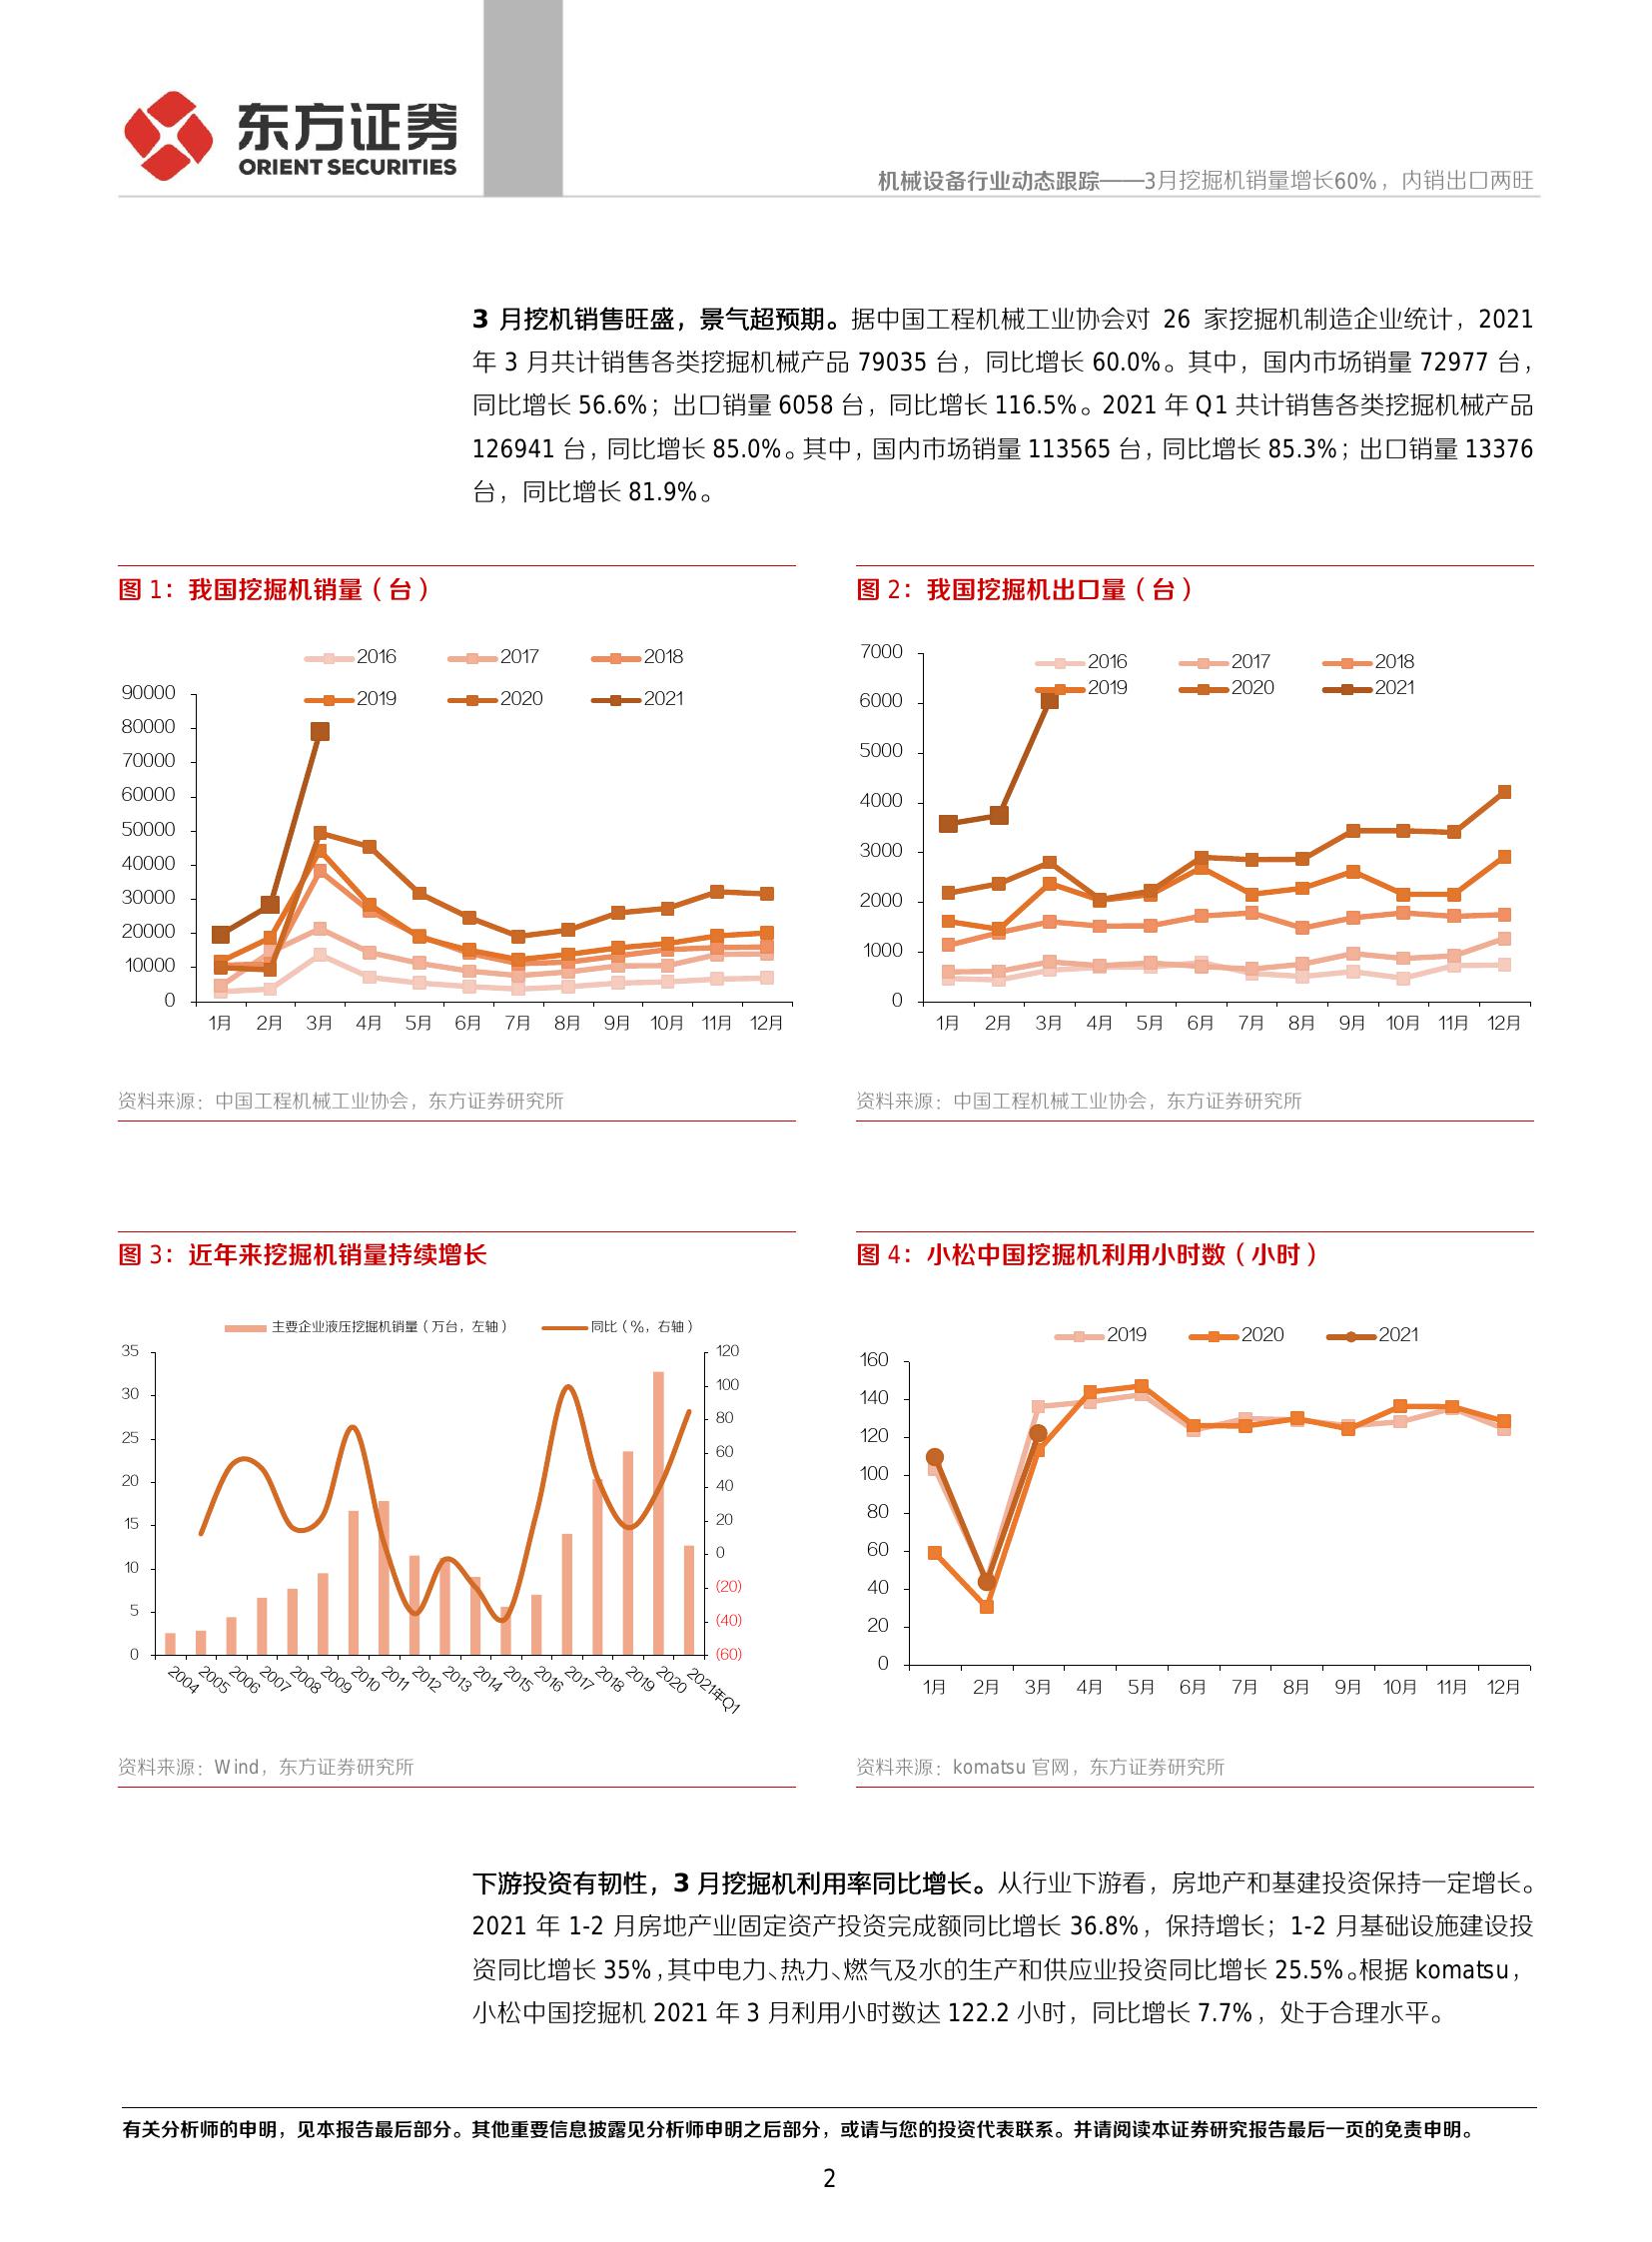 东方证券
ORIENT SECURITIES
机械设备行业动态跟踪——3月挖掘机销量增长60%，内销出口两旺
3 月挖机销售旺盛，景气超预期。据中国工程机械工业协会对 26 家挖掘机制造企业统计，2021
年 3 月共计销售各类挖掘机械产品 79035 台，同比增长 60.0%。其中，国内市场销量 72977 台，
同比增长 56.6%；出口销量 6058 台，同比增长 116.5%。2021 年 Q1 共计销售各类挖掘机械产品
126941 台，同比增长 85.0%。其中，国内市场销量 113565 台，同比增长 85.3%；出口销量 13376
台，同比增长 81.9%。
图 1：我国挖掘机销量（台）
2016 2017 2018
2019 2020 2021
90000
80000
70000
60000
50000
40000
30000
20000
10000
0
1月 2月 3月 4月 5月 6月 7月 8月 9月 10月 11月 12月
资料来源：中国工程机械工业协会，东方证券研究所
图 2：我国挖掘机出口量（台）
2016 2017 2018
2019 2020 2021
7000
6000
5000
4000
3000
2000
1000
0
1月 2月 3月 4月 5月 6月 7月 8月 9月 10月 11月 12月
资料来源：中国工程机械工业协会，东方证券研究所
图 3：近年来挖掘机销量持续增长
主要企业液压挖掘机销量（万台，左轴） 同比（%，右轴）
35
30
25
20
15
10
5
0
120
100
80
60
40
20
0
(20)
(40)
(60)
2004 2005 2006 2007 2008 2009 2010 2011 2012 2013 2014 2015 2016 2017 2018 2019 2020 2021年Q1
资料来源：Wind，东方证券研究所
图 4：小松中国挖掘机利用小时数（小时）
2019 2020 2021
160
140
120
100
80
60
40
20
0
1月 2月 3月 4月 5月 6月 7月 8月 9月 10月 11月 12月
资料来源：komatsu 官网，东方证券研究所
下游投资有韧性，3 月挖掘机利用率同比增长。从行业下游看，房地产和基建投资保持一定增长。
2021 年 1-2 月房地产业固定资产投资完成额同比增长 36.8%，保持增长；1-2 月基础设施建设投
资同比增长 35%，其中电力、热力、燃气及水的生产和供应业投资同比增长 25.5%。根据 komatsu，
小松中国挖掘机 2021 年 3 月利用小时数达 122.2 小时，同比增长 7.7%，处于合理水平。
有关分析师的申明，见本报告最后部分。其他重要信息披露见分析师申明之后部分，或请与您的投资代表联系。并请阅读本证券研究报告最后一页的免责申明。
2